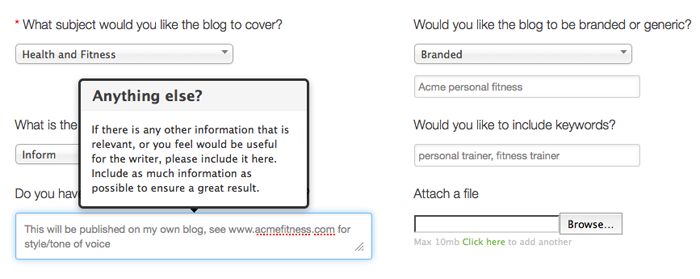 * What subject would you like the blog to cover?
Health and Fitness
Would you like the blog to be branded or generic?
Branded
Acme personal fitness
Anything else?
If there is any other information that is
relevant, or you feel would be useful
for the writer, please include it here.
Include as much information as
possible to ensure a great result.
What is the
Inform
Would you like to include keywords?
personal trainer, fitness trainer
Do you hav
?
This will be published on my own blog, see www.acmefitness.com for
style/tone of voice
Attach a file
Browse...
Max 10mb Click here to add another